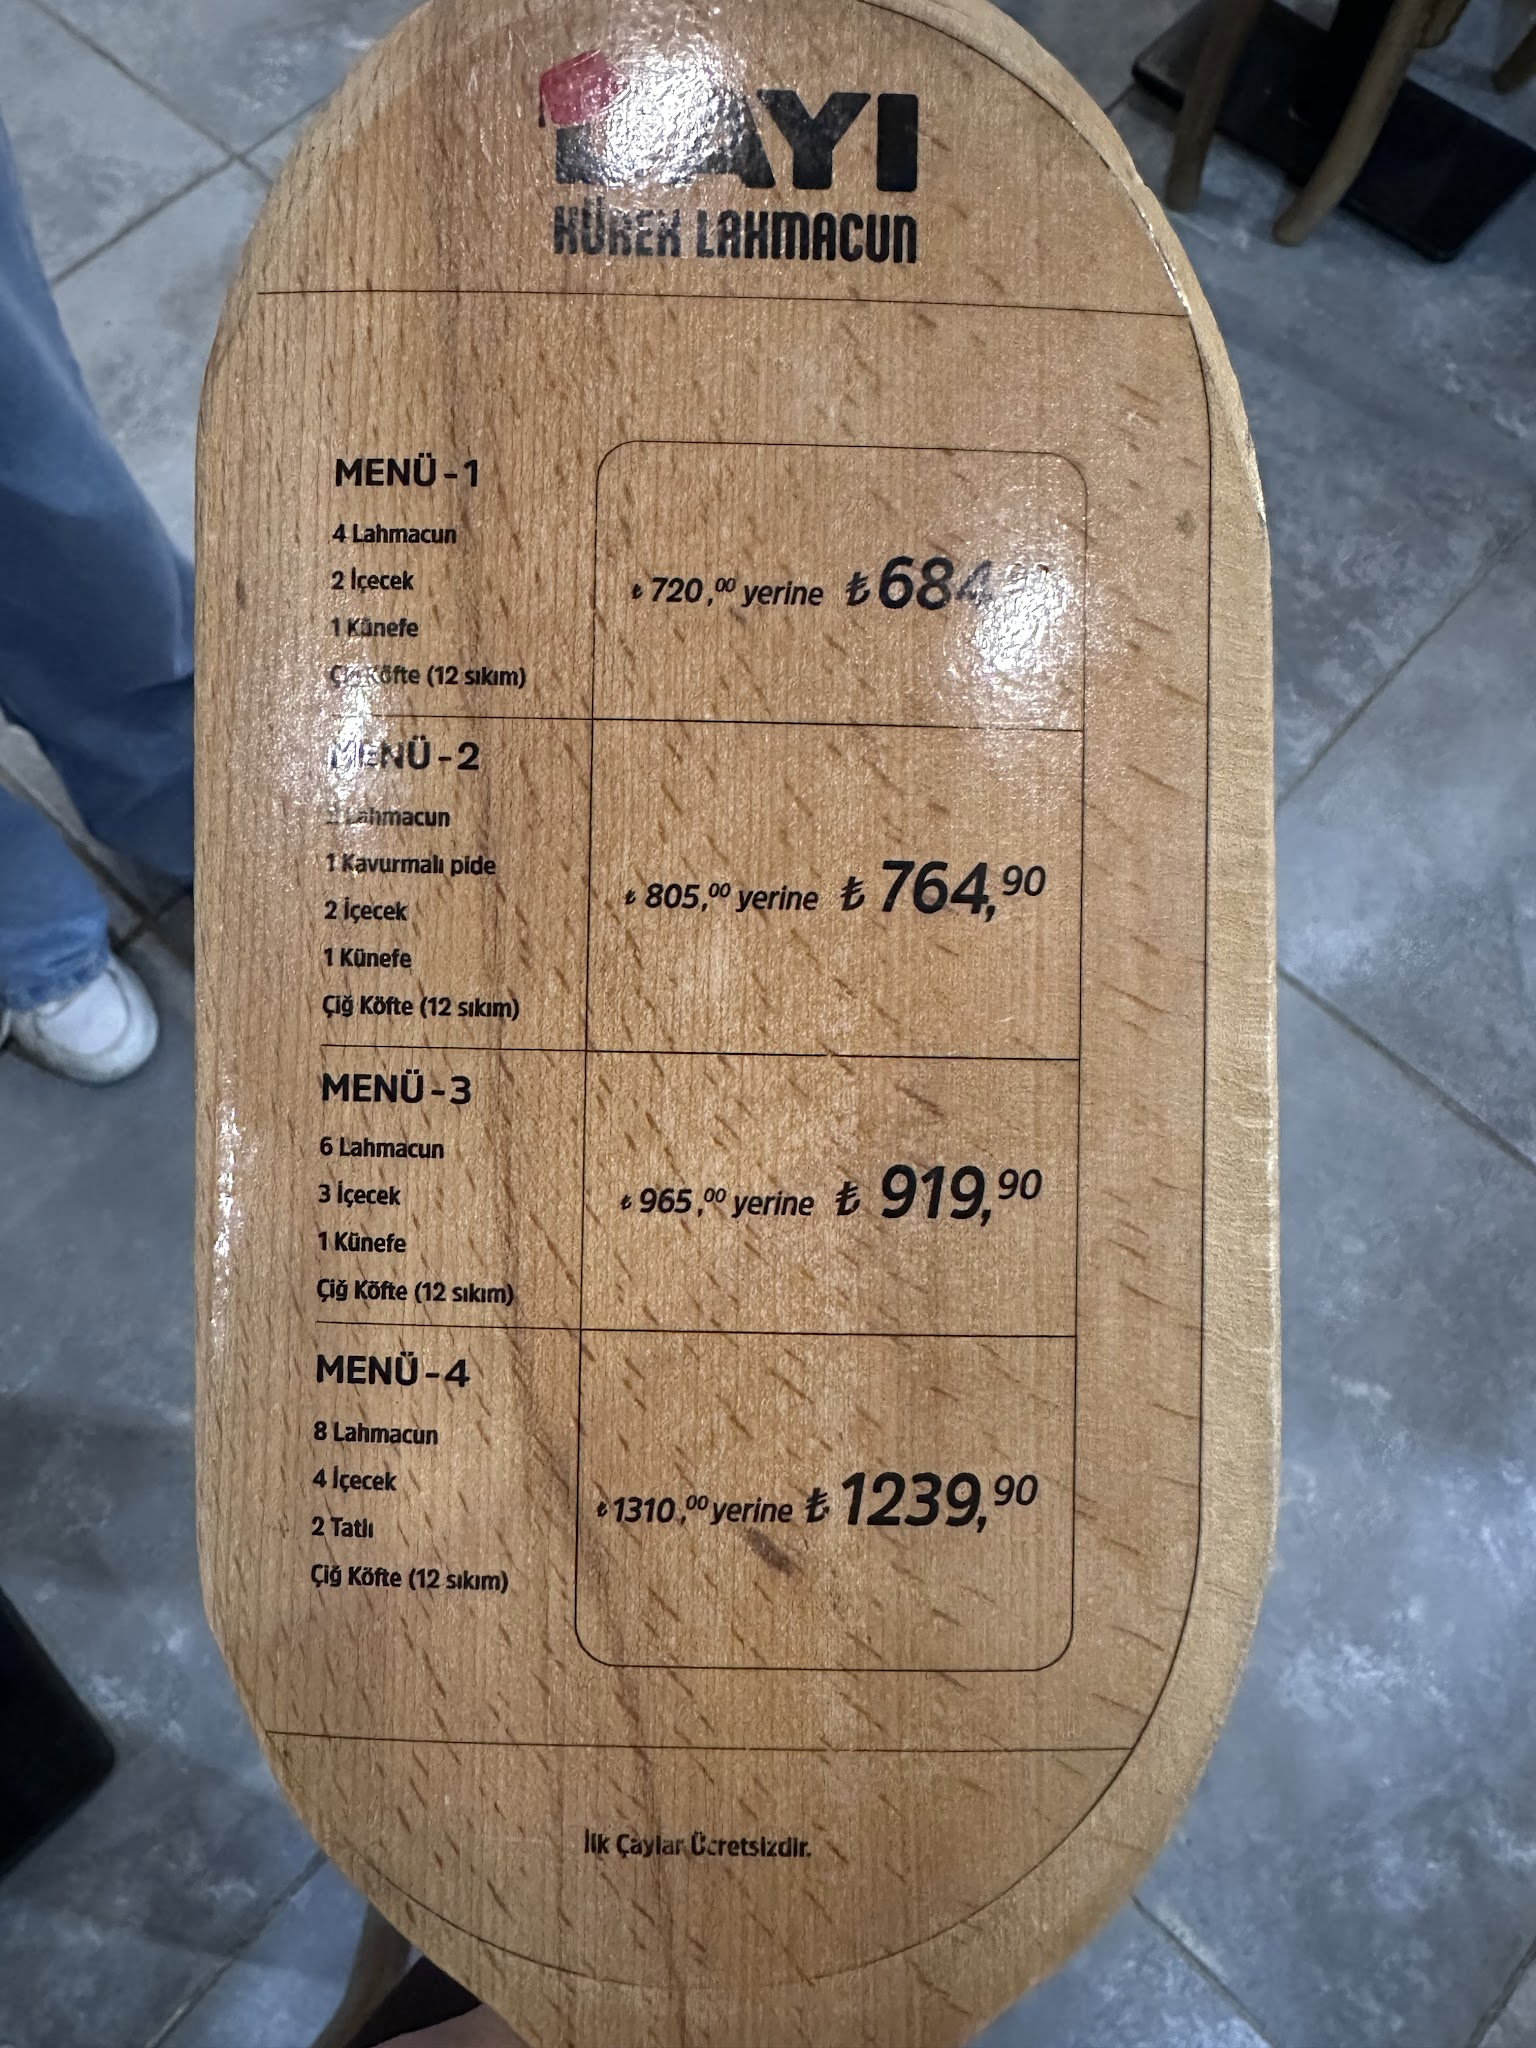 KÜREK LAHMACUN
MENÜ - 1
4 Lahmacun
2 İçecek
1 Künefe
Çiğ Köfte (12 sıkım)
₺ 720,00 yerine ₺ 684
MENÜ - 2
Lahmacun
1 Kavurmalı pide
2 İçecek
1 Künefe
Çiğ Köfte (12 sıkım)
₺ 805,00 yerine ₺ 764,90
MENÜ - 3
6 Lahmacun
3 İçecek
1 Künefe
Çiğ Köfte (12 sıkım)
₺ 965,00 yerine ₺ 919,90
MENÜ - 4
8 Lahmacun
4 İçecek
2 Tatlı
Çiğ Köfte (12 sıkım)
₺ 1310,00 yerine ₺ 1239,90
İlk Çaylar Ücretsizdir.